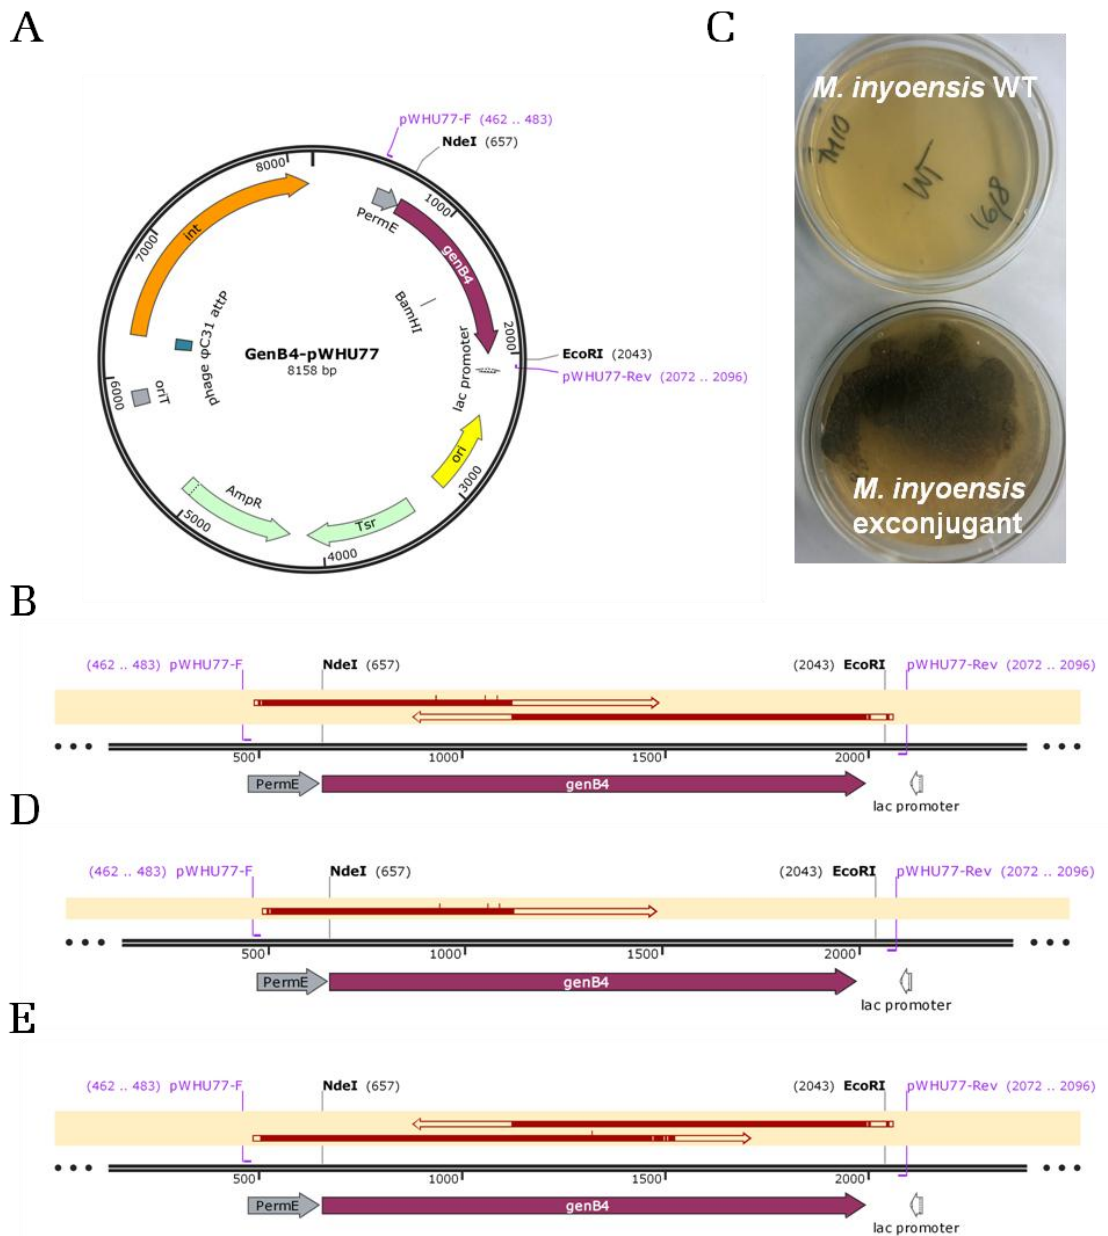 A
C
pWHU77-F (462 .. 483)
NdeI (657)
8000
1000
PermE
genB4
int
7000
BamHI
phage φC31 attP
GenB4-pWHU77
8158 bp
lac promoter
2000
EcoRI (2043)
pWHU77-Rev (2072 .. 2096)
6000
oriT
ori
3000
AmpR
5000
Tsr
4000
M. inyoensis WT
TM10
WT
16/8
M. inyoensis
exconjugant
B
(462 .. 483) pWHU77-F NdeI (657) (2043) EcoRI pWHU77-Rev (2072 .. 2096)
500 1000 1500 2000
PermE genB4
lac promoter
D
(462 .. 483) pWHU77-F NdeI (657) (2043) EcoRI pWHU77-Rev (2072 .. 2096)
500 1000 1500 2000
PermE genB4
lac promoter
E
(462 .. 483) pWHU77-F NdeI (657) (2043) EcoRI pWHU77-Rev (2072 .. 2096)
500 1000 1500 2000
PermE genB4
lac promoter